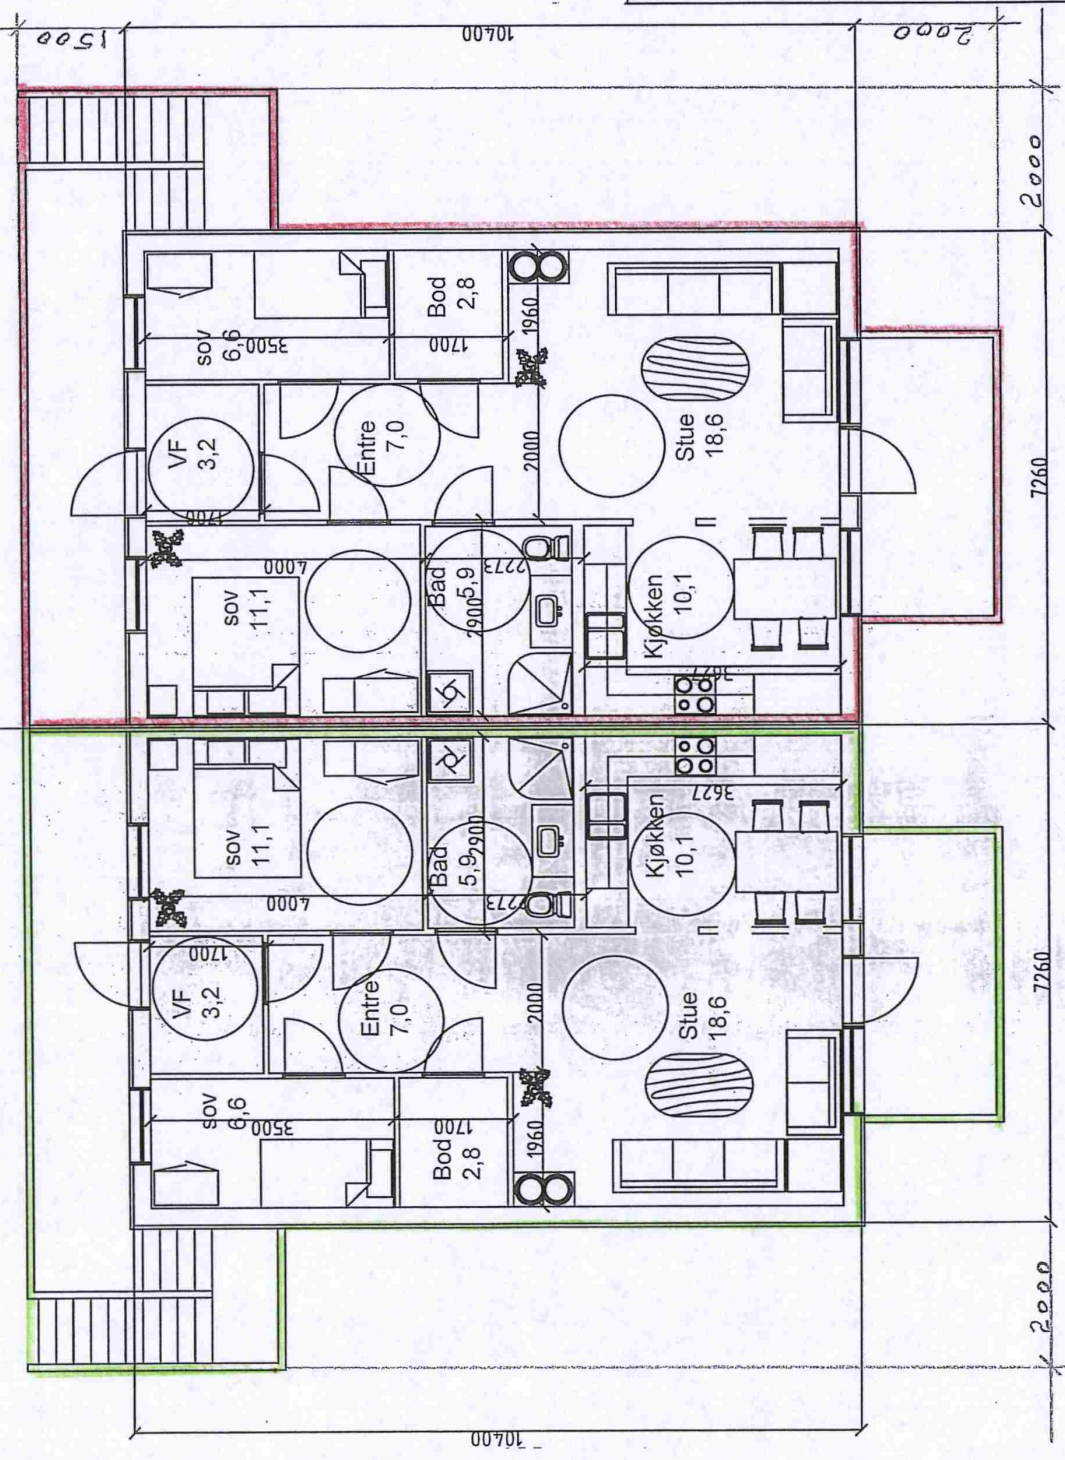 1500
10400
2000
2000
7260
7260
2000
10400
sov
6,6
3500
Bod
2,8
1700
1960
VF
3,2
1700
Entre
7,0
2000
Stue
18,6
sov
11,1
4000
Bad
5,9
2900
2273
Kjøkken
10,1
3627
sov
11,1
4000
Bad
5,9
2900
2273
Kjøkken
10,1
3627
VF
3,2
1700
Entre
7,0
2000
Stue
18,6
sov
6,6
3500
Bod
2,8
1700
1960